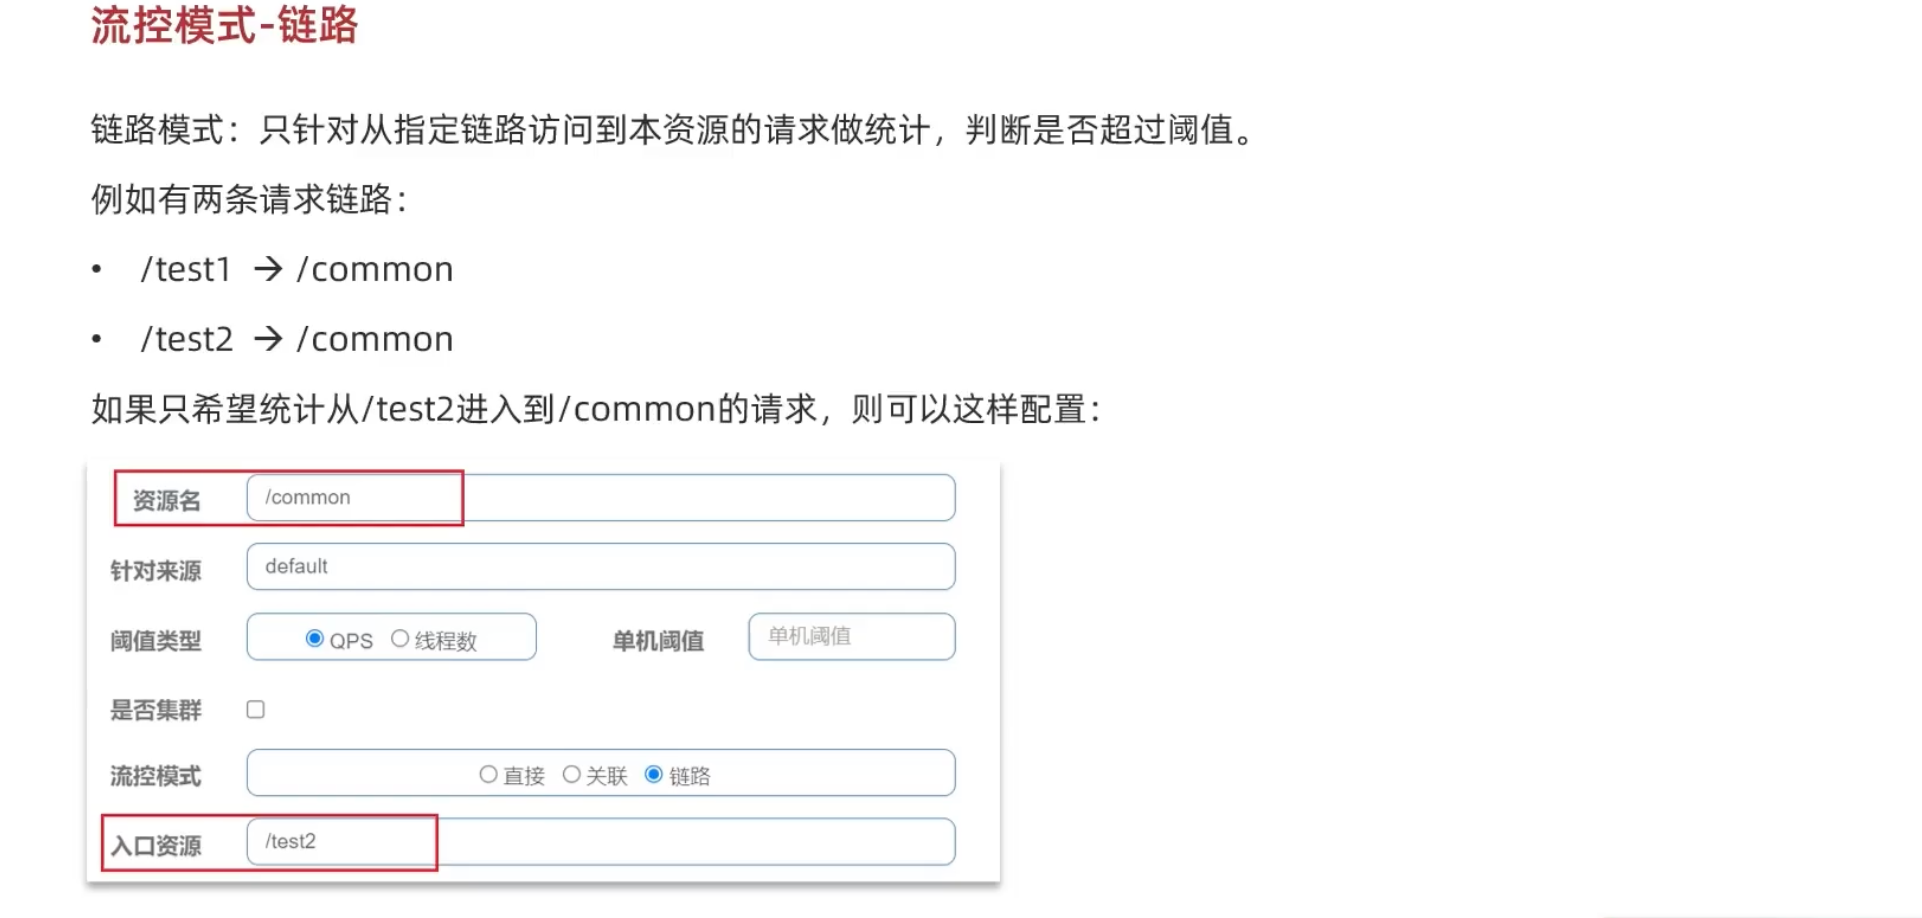 流控模式-链路
链路模式：只针对从指定链路访问到本资源的请求做统计，判断是否超过阈值。
例如有两条请求链路：
• /test1 → /common
• /test2 → /common
如果只希望统计从/test2进入到/common的请求，则可以这样配置：
资源名 /common
针对来源 default
阈值类型 QPS 线程数 单机阈值 单机阈值
是否集群
流控模式 直接 关联 链路
入口资源 /test2